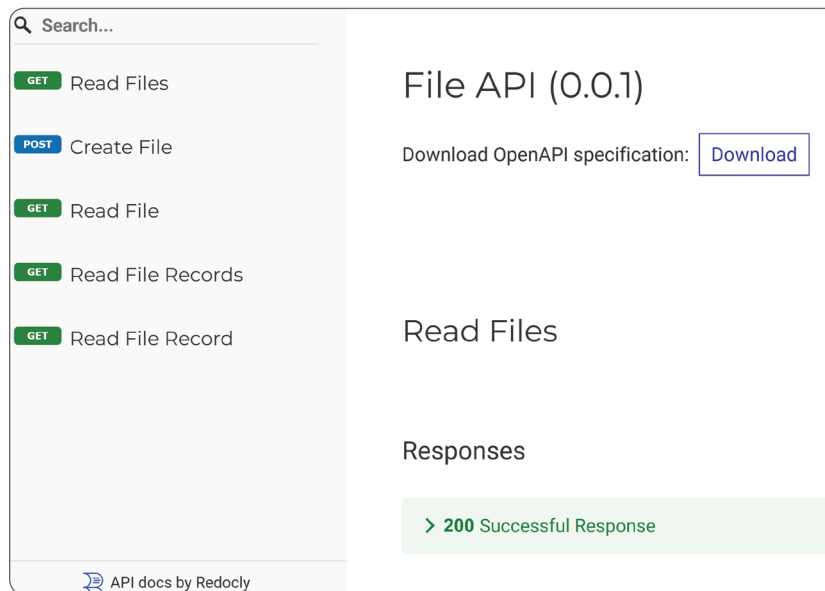 Search...
GET Read Files
POST Create File
GET Read File
GET Read File Records
GET Read File Record
API docs by Redocly
File API (0.0.1)
Download OpenAPI specification: Download
Read Files
Responses
200 Successful Response